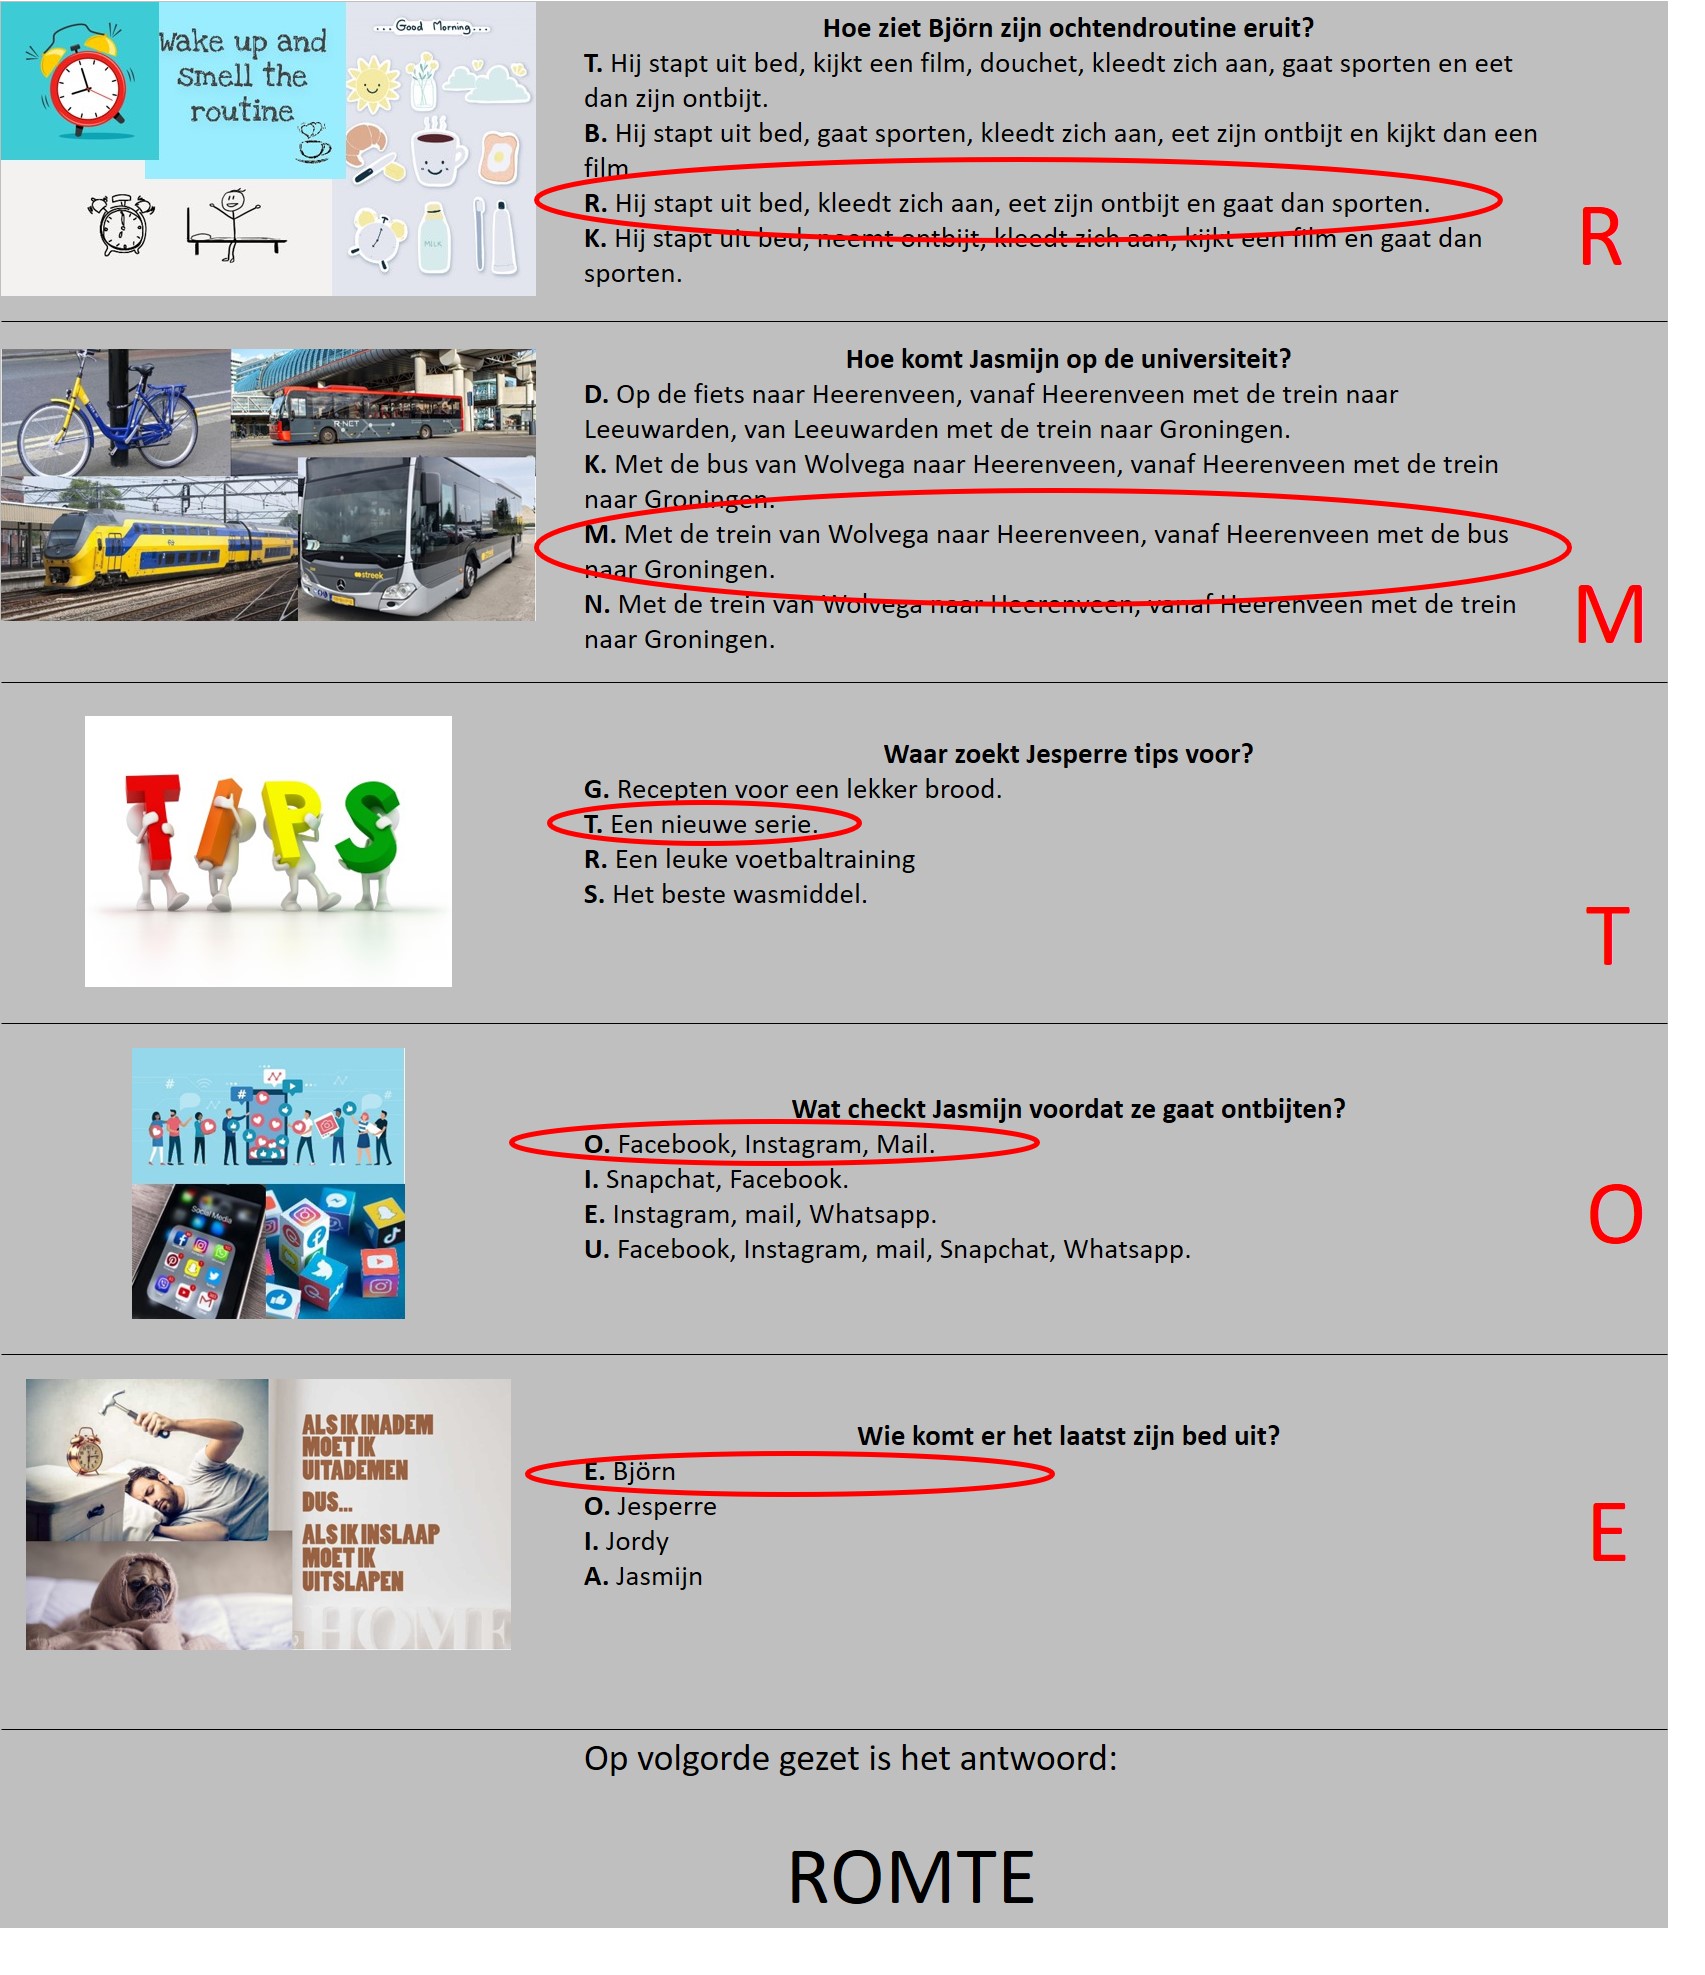 Wake up and
smell the
routine
...Good Morning...
MILK
Hoe ziet Björn zijn ochtendroutine eruit?
T. Hij stapt uit bed, kijkt een film, douchet, kleedt zich aan, gaat sporten en eet
dan zijn ontbijt.
B. Hij stapt uit bed, gaat sporten, kleedt zich aan, eet zijn ontbijt en kijkt dan een
film
R. Hij stapt uit bed, kleedt zich aan, eet zijn ontbijt en gaat dan sporten.
K. Hij stapt uit bed, neemt ontbijt, kleedt zich aan, kijkt een film en gaat dan
sporten.
R
R-NET
streek
Hoe komt Jasmijn op de universiteit?
D. Op de fiets naar Heerenveen, vanaf Heerenveen met de trein naar
Leeuwarden, van Leeuwarden met de trein naar Groningen.
K. Met de bus van Wolvega naar Heerenveen, vanaf Heerenveen met de trein
naar Groningen.
M. Met de trein van Wolvega naar Heerenveen, vanaf Heerenveen met de bus
naar Groningen.
N. Met de trein van Wolvega naar Heerenveen, vanaf Heerenveen met de trein
naar Groningen.
M
TIPS
Waar zoekt Jesperre tips voor?
G. Recepten voor een lekker brood.
T. Een nieuwe serie.
R. Een leuke voetbaltraining
S. Het beste wasmiddel.
T
Social Media
Wat checkt Jasmijn voordat ze gaat ontbijten?
O. Facebook, Instagram, Mail.
I. Snapchat, Facebook.
E. Instagram, mail, Whatsapp.
U. Facebook, Instagram, mail, Snapchat, Whatsapp.
O
ALS IK INADEM
MOET IK
UITADEMEN
DUS...
ALS IK INSLAAP
MOET IK
UITSLAPEN
HOME
Wie komt er het laatst zijn bed uit?
E. Björn
O. Jesperre
I. Jordy
A. Jasmijn
E
Op volgorde gezet is het antwoord:
ROMTE